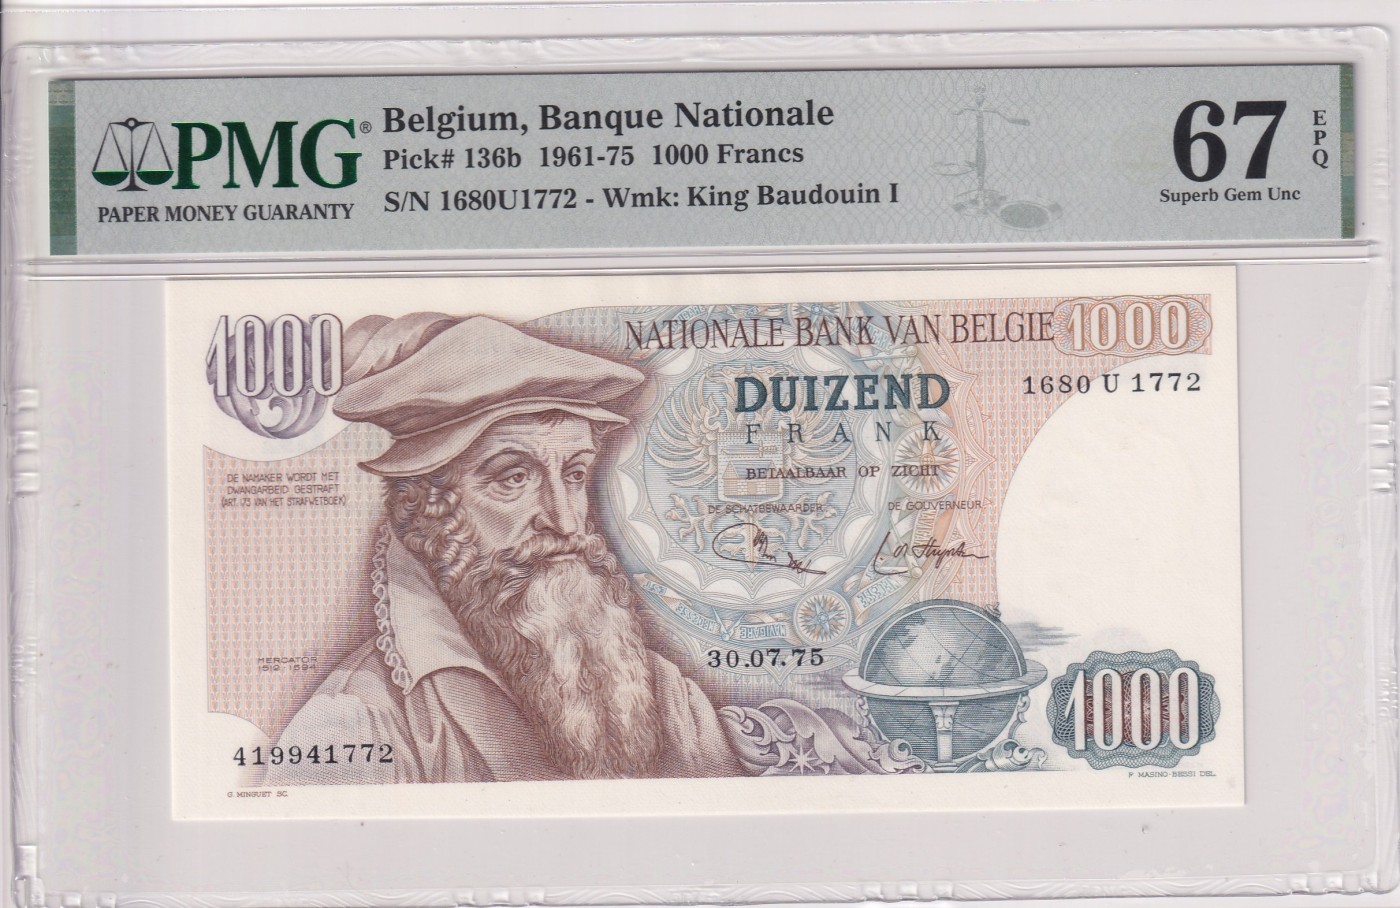 PMG®
PAPER MONEY GUARANTY
Belgium, Banque Nationale
Pick# 136b 1961-75 1000 Francs
S/N 1680U1772 - Wmk: King Baudouin I
67
EPQ
Superb Gem Unc
1000
NATIONALE BANK VAN BELGIE
1000
DUIZEND
1680 U 1772
FRANK
BETAALBAAR OP ZICHT
DE NAMAKER WORDT MET
DWANGARBEID GESTRAFT
(ART. 173 VAN HET STRAFWETBOEK)
DE SCHATBEWAARDER
DE GOUVERNEUR
MERCATOR
1512 1594
30.07.75
1000
419941772
G. MINGUET SC.
P MASINO-BESSI DEL.